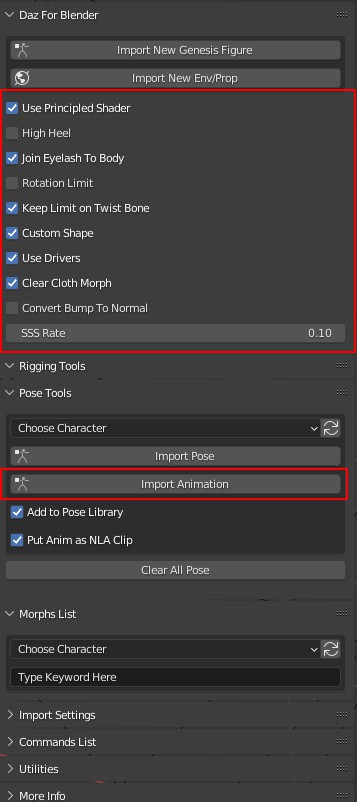 Daz For Blender
Import New Genesis Figure
Import New Env/Prop
Use Principled Shader
High Heel
Join Eyelash To Body
Rotation Limit
Keep Limit on Twist Bone
Custom Shape
Use Drivers
Clear Cloth Morph
Convert Bump To Normal
SSS Rate 0.10
Rigging Tools
Pose Tools
Choose Character
Import Pose
Import Animation
Add to Pose Library
Put Anim as NLA Clip
Clear All Pose
Morphs List
Choose Character
Type Keyword Here
Import Settings
Commands List
Utilities
More Info